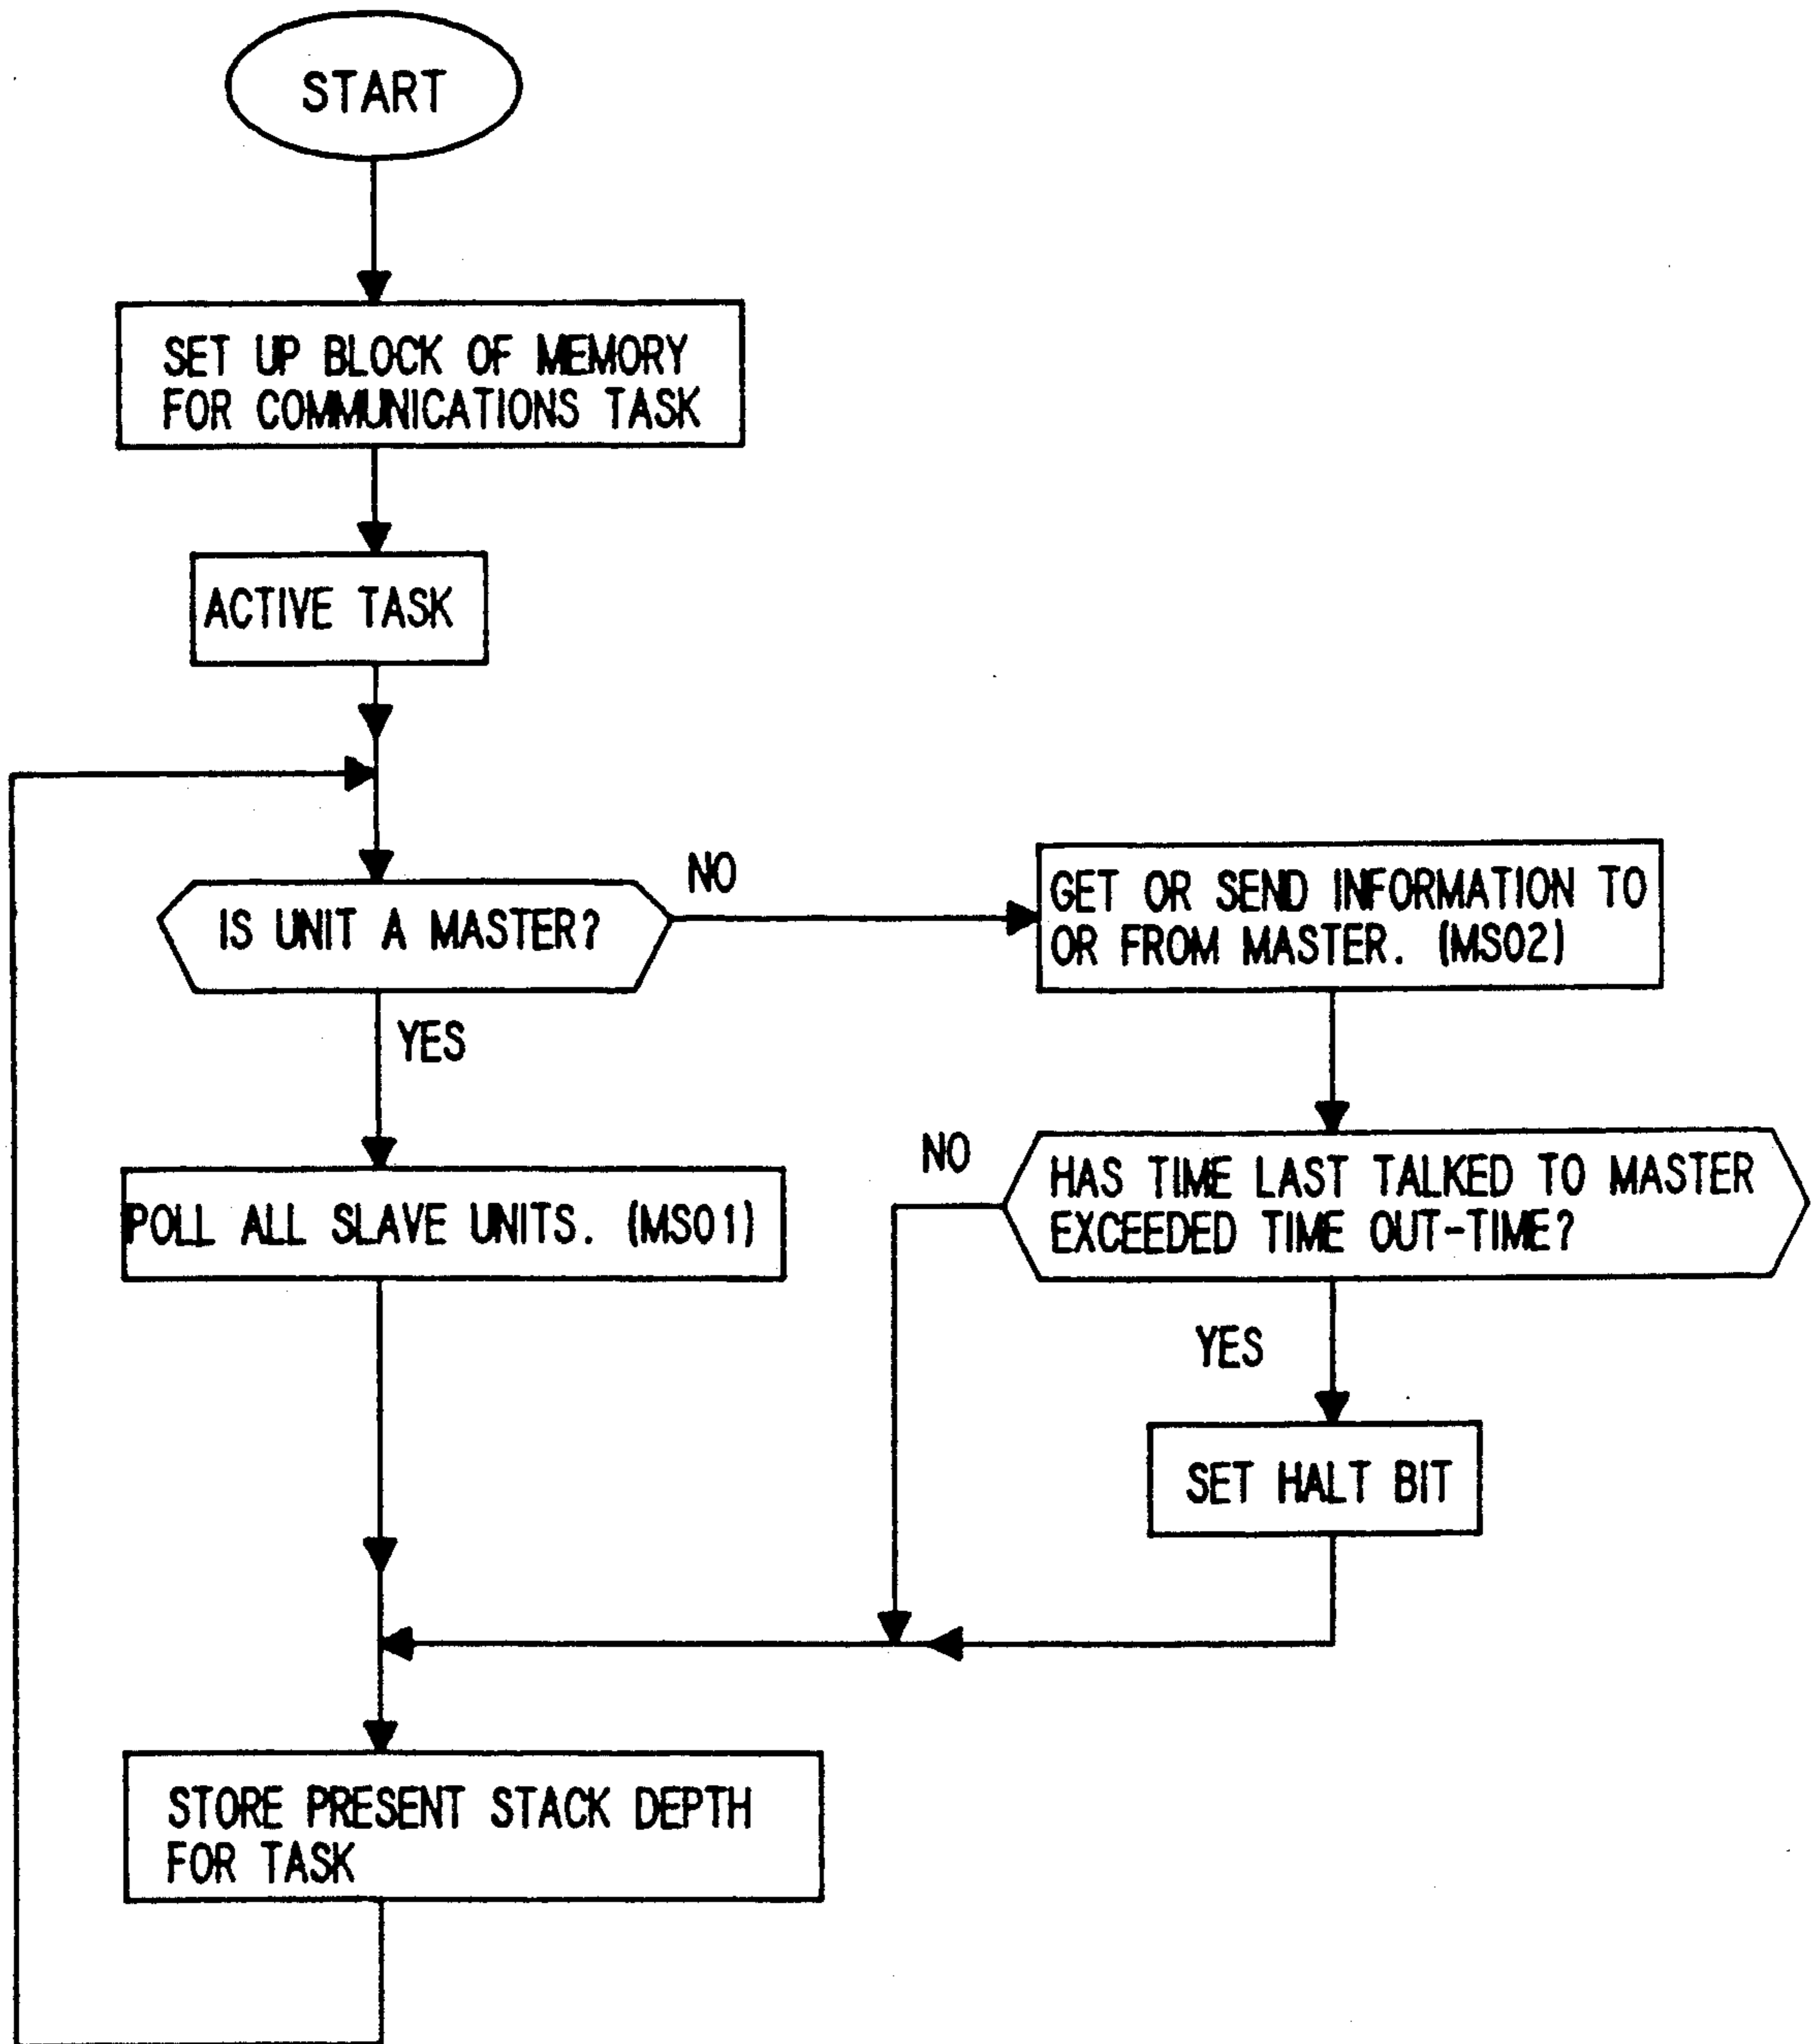 START
SET UP BLOCK OF MEMORY
FOR COMMUNICATIONS TASK
ACTIVE TASK
IS UNIT A MASTER?
NO
GET OR SEND INFORMATION TO
OR FROM MASTER. (MS02)
YES
POLL ALL SLAVE UNITS. (MS01)
NO
HAS TIME LAST TALKED TO MASTER
EXCEEDED TIME OUT-TIME?
YES
SET HALT BIT
STORE PRESENT STACK DEPTH
FOR TASK